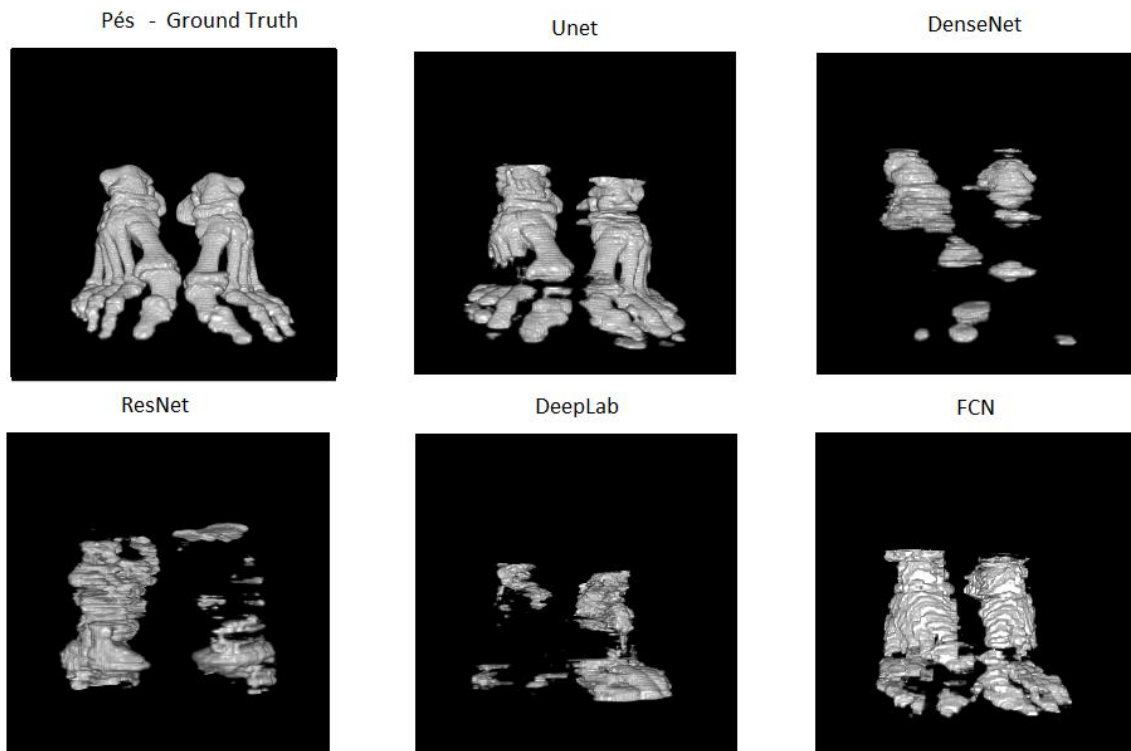 Pés - Ground Truth
Unet
DenseNet
ResNet
DeepLab
FCN